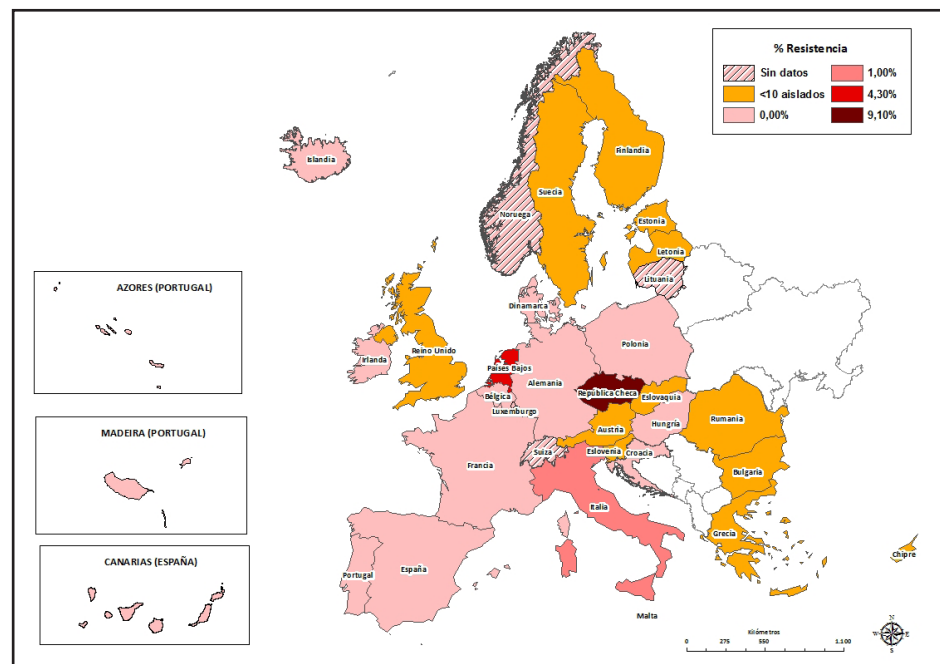 % Resistencia
Sin datos
<10 aislados
0,00%
1,00%
4,30%
9,10%
Islandia
Finlandia
Suecia
Noruega
Estonia
Letonia
Lituania
Dinamarca
AZORES (PORTUGAL)
Reino Unido
Irlanda
Polonia
Países Bajos
Alemania
Bélgica
República Checa
Eslovaquia
Luxemburgo
Rumania
Austria
Hungría
MADEIRA (PORTUGAL)
Suiza
Eslovenia
Croacia
Francia
Bulgaria
Italia
Grecia
Chipre
CANARIAS (ESPAÑA)
Portugal
España
Malta
N
W
E
S
Kilómetros
0 275 550 1.100